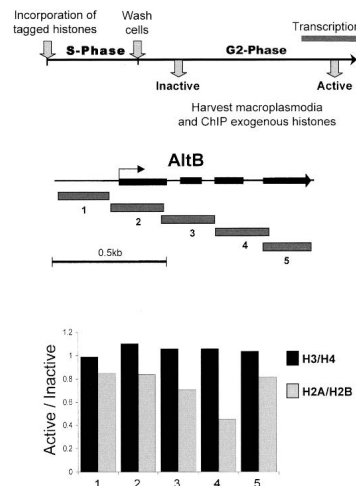 Incorporation of
tagged histones
Wash
cells
Transcription
S-Phase
G2-Phase
Inactive
Active
Harvest macroplasmodia
and ChIP exogenous histones
AltB
1
2
3
4
5
0.5kb
Active / Inactive
1.2
1
0.8
0.6
0.4
0.2
0
H3/H4
H2A/H2B
1 2 3 4 5